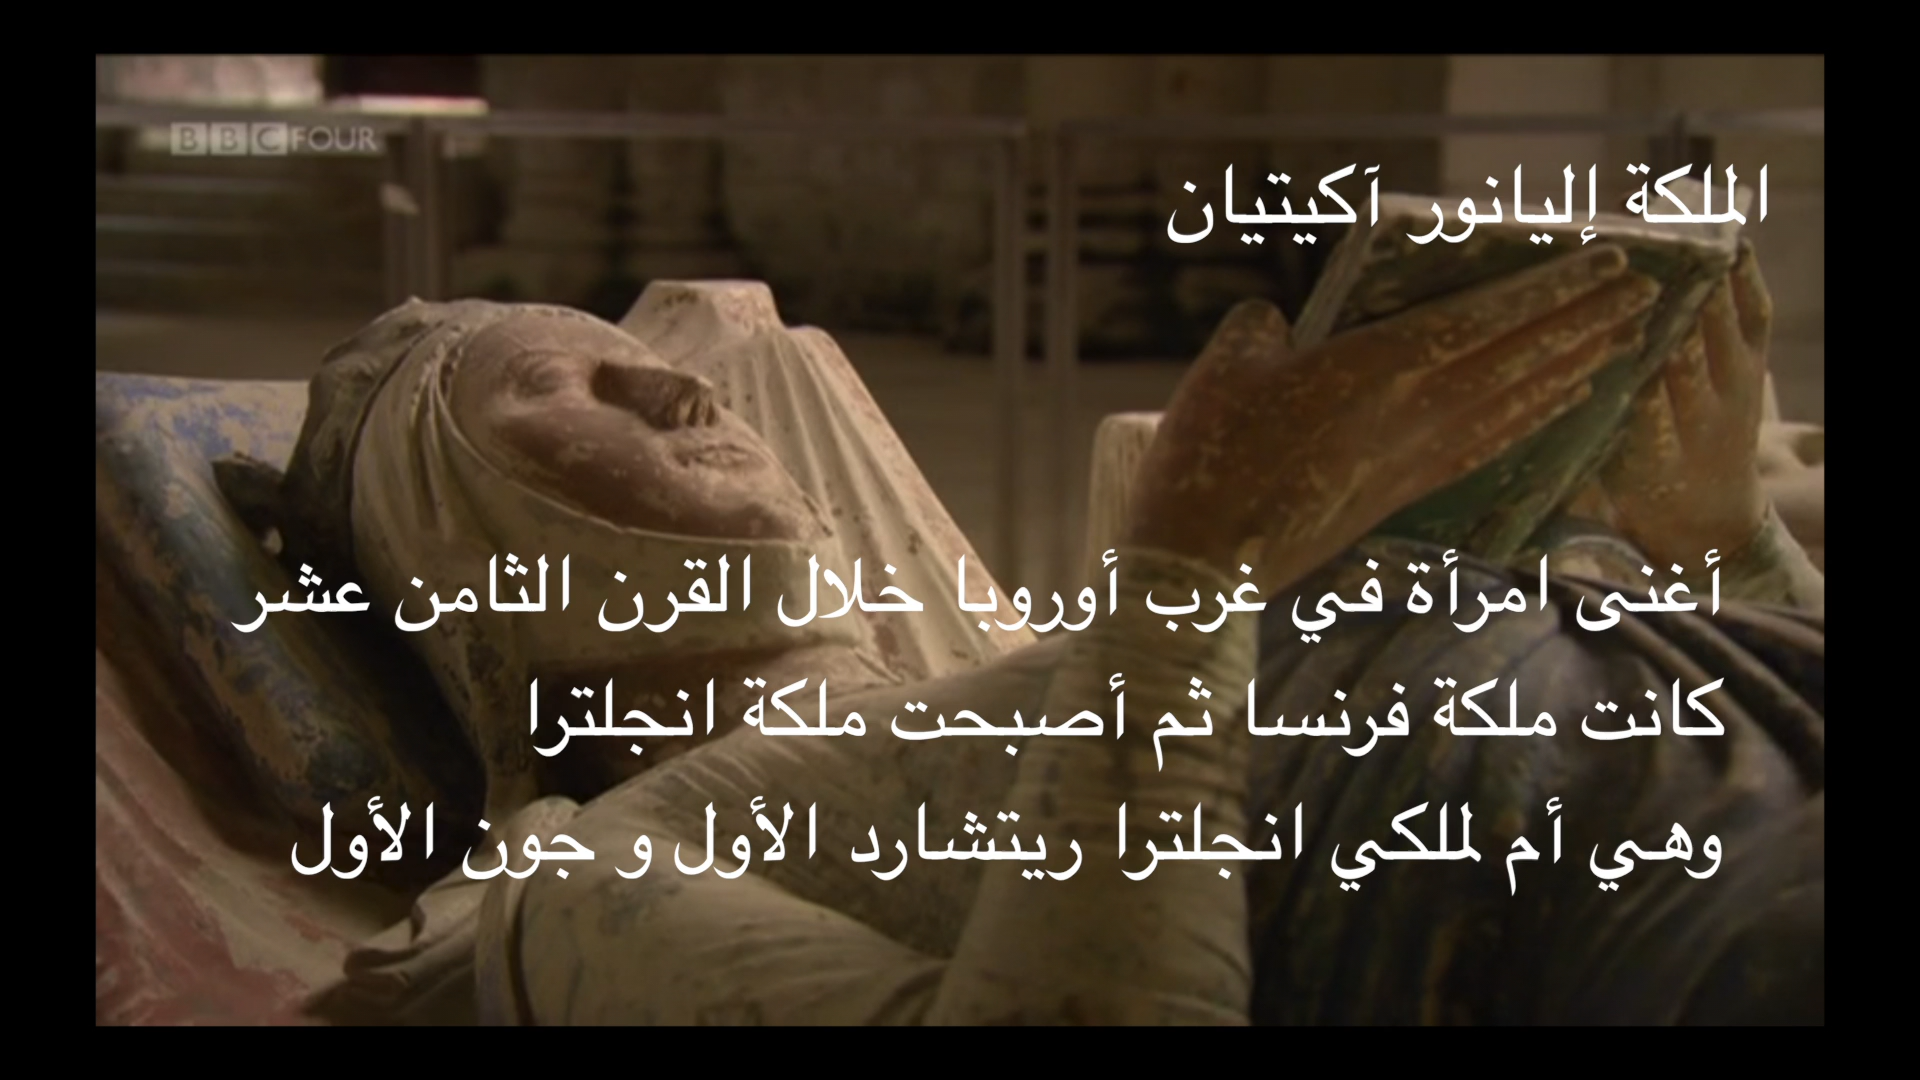 BBC FOUR
الملكة إليانور آكيتيان
أغنى امرأة في غرب أوروبا خلال القرن الثامن عشر
كانت ملكة فرنسا ثم أصبحت ملكة انجلترا
وهي أم لملكي انجلترا ريتشارد الأول و جون الأول